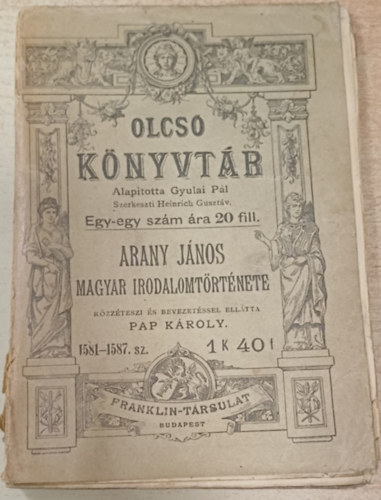 OLCSÓ
KÖNYVTÁR
Alapitotta Gyulai Pál
Szerkeszti Heinrich Gusztáv.
Egy-egy szám ára 20 fill.
ARANY JÁNOS
MAGYAR IRODALOMTÖRTÉNETE
KÖZZÉTESZI ÉS BEVEZETÉSSEL ELLÁTTA
PAP KÁROLY.
1581–1587. sz. 1 K 40 f
FRANKLIN-TÁRSULAT
BUDAPEST